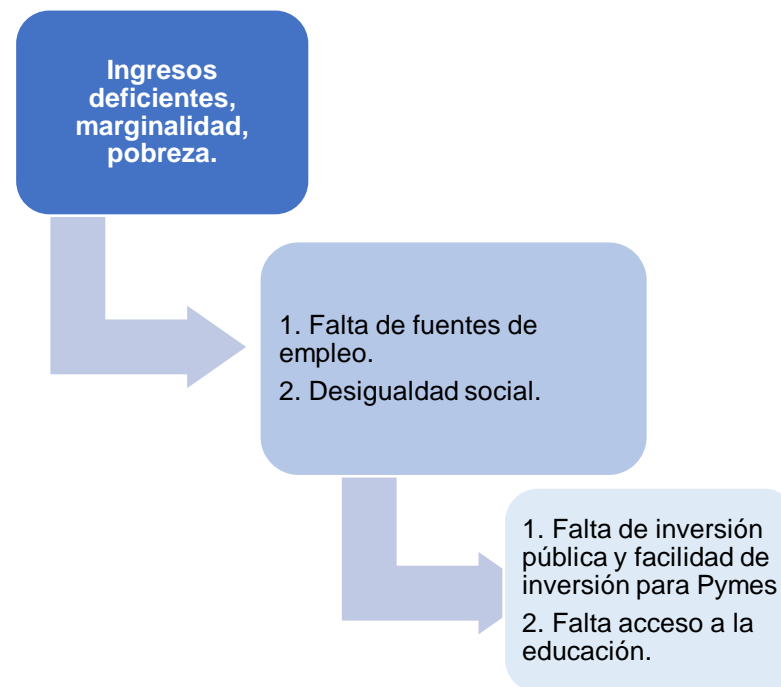 Ingresos
deficientes,
marginalidad,
pobreza.
1. Falta de fuentes de
empleo.
2. Desigualdad social.
1. Falta de inversión
pública y facilidad de
inversión para Pymes
2. Falta acceso a la
educación.